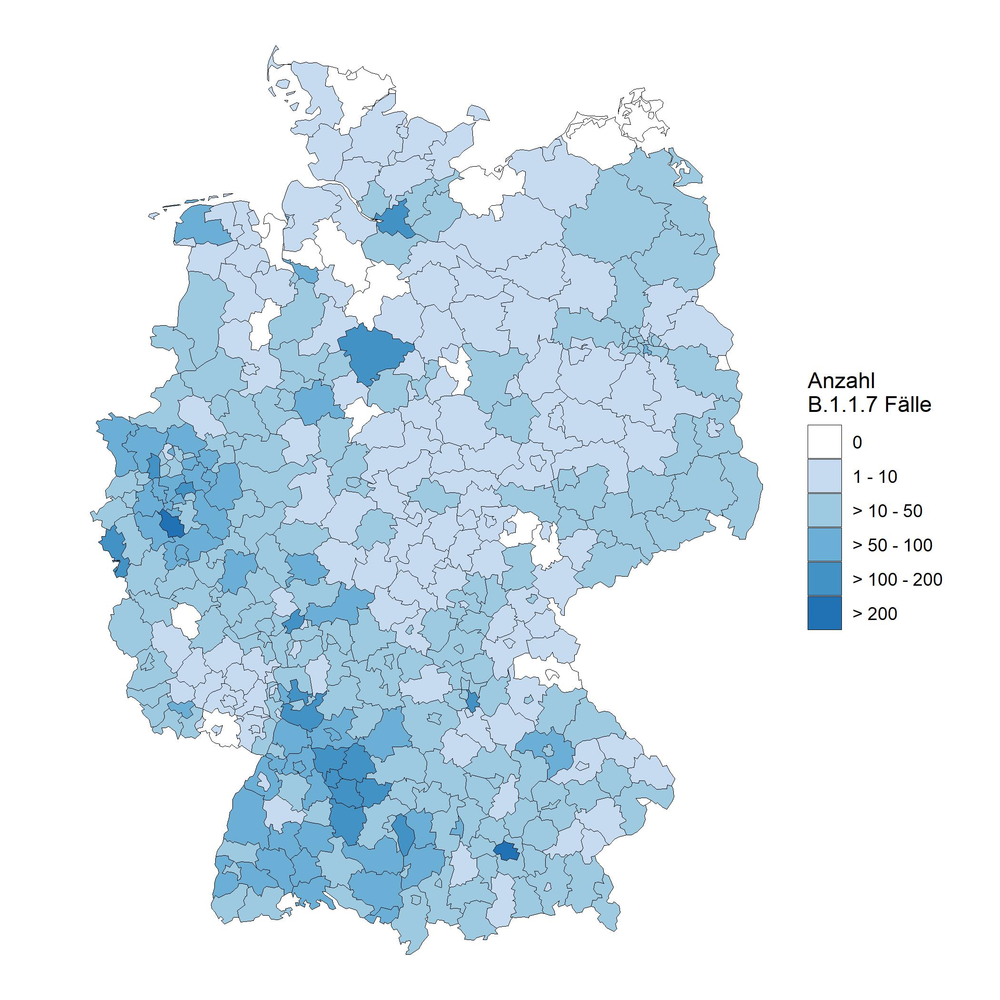 Anzahl
B.1.1.7 Fälle
0
1 - 10
> 10 - 50
> 50 - 100
> 100 - 200
> 200